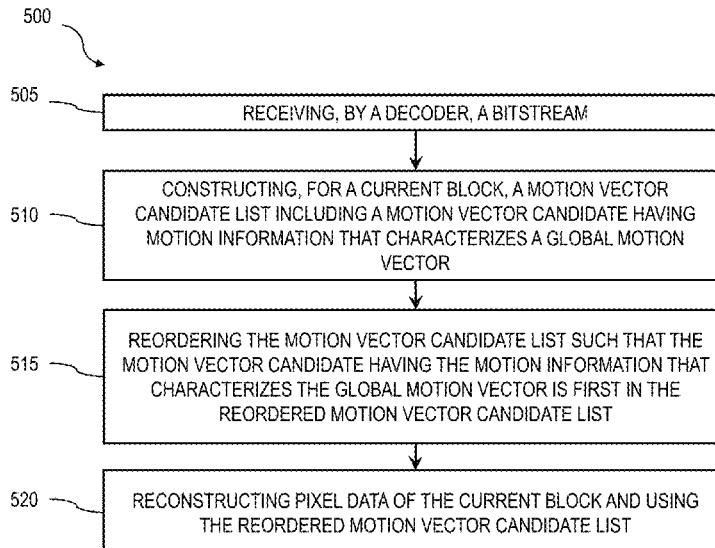 500
505
RECEIVING, BY A DECODER, A BITSTREAM
510
CONSTRUCTING, FOR A CURRENT BLOCK, A MOTION VECTOR
CANDIDATE LIST INCLUDING A MOTION VECTOR CANDIDATE HAVING
MOTION INFORMATION THAT CHARACTERIZES A GLOBAL MOTION
VECTOR
515
REORDERING THE MOTION VECTOR CANDIDATE LIST SUCH THAT THE
MOTION VECTOR CANDIDATE HAVING THE MOTION INFORMATION THAT
CHARACTERIZES THE GLOBAL MOTION VECTOR IS FIRST IN THE
REORDERED MOTION VECTOR CANDIDATE LIST
520
RECONSTRUCTING PIXEL DATA OF THE CURRENT BLOCK AND USING
THE REORDERED MOTION VECTOR CANDIDATE LIST